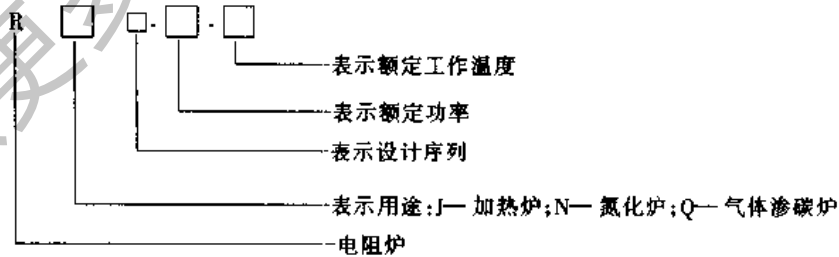 R □ □-□-□
表示额定工作温度
表示额定功率
表示设计序列
表示用途:J—加热炉;N—氮化炉;Q—气体渗碳炉
电阻炉